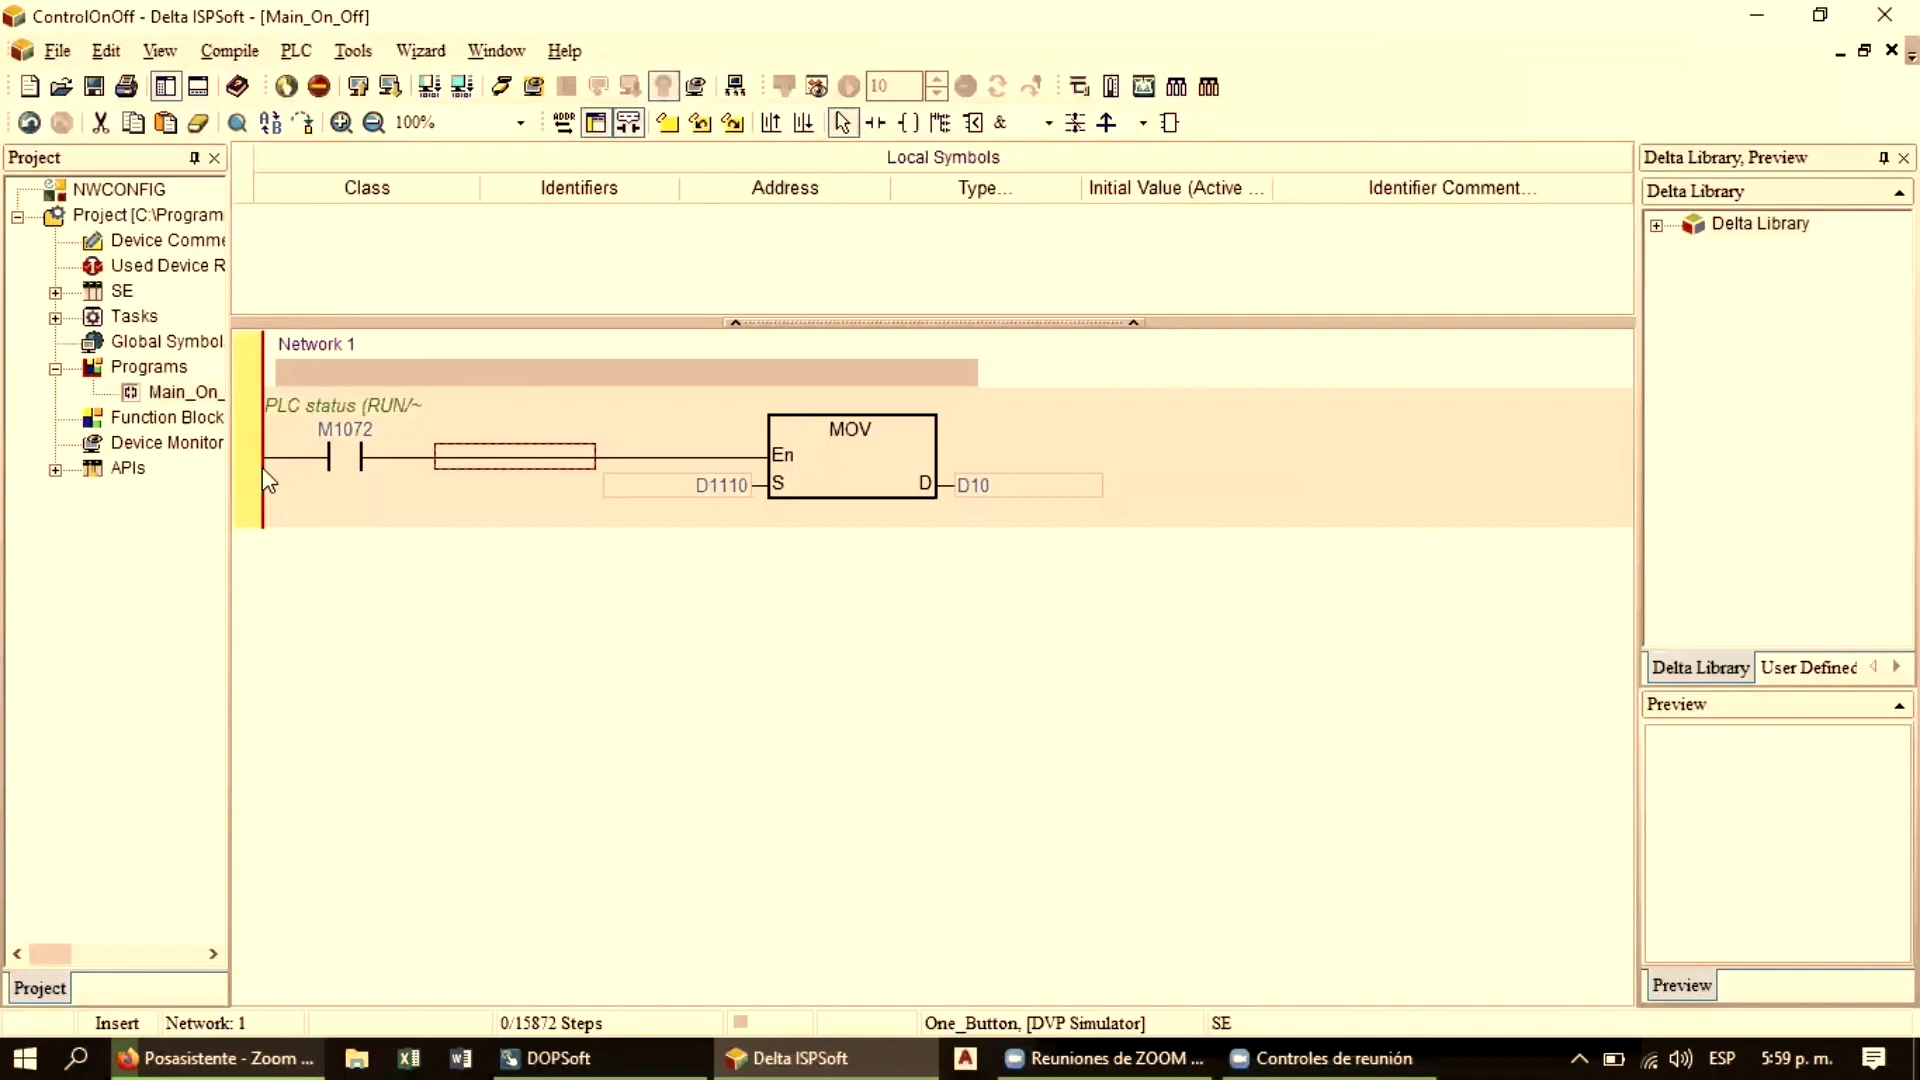 ControlOnOff - Delta ISPSoft - [Main_On_Off]
File Edit View Compile PLC Tools Wizard Window Help
10
100%
ADDR
&
Project
NWCONFIG
Project [C:\Program
Device Comme
Used Device R
SE
Tasks
Global Symbol
Programs
Main_On_
Function Block
Device Monitor
APIs
Project
Local Symbols
Class Identifiers Address Type... Initial Value (Active ... Identifier Comment...
Network 1
PLC status (RUN/~
M1072
MOV
En
D1110 S D D10
Delta Library, Preview
Delta Library
Delta Library
Delta Library User Defined
Preview
Preview
Insert Network: 1 0/15872 Steps One_Button, [DVP Simulator] SE
Posasistente - Zoom ... DOPSoft Delta ISPSoft Reuniones de ZOOM ... Controles de reunión ESP 5:59 p. m.